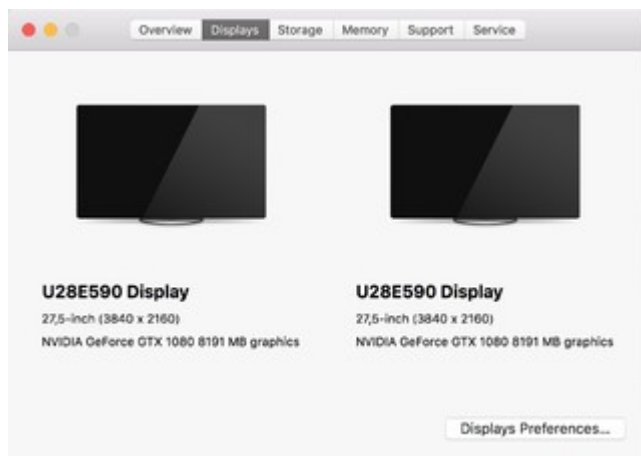 Overview Displays Storage Memory Support Service
U28E590 Display
27,5-inch (3840 x 2160)
NVIDIA GeForce GTX 1080 8191 MB graphics
U28E590 Display
27,5-inch (3840 x 2160)
NVIDIA GeForce GTX 1080 8191 MB graphics
Displays Preferences...